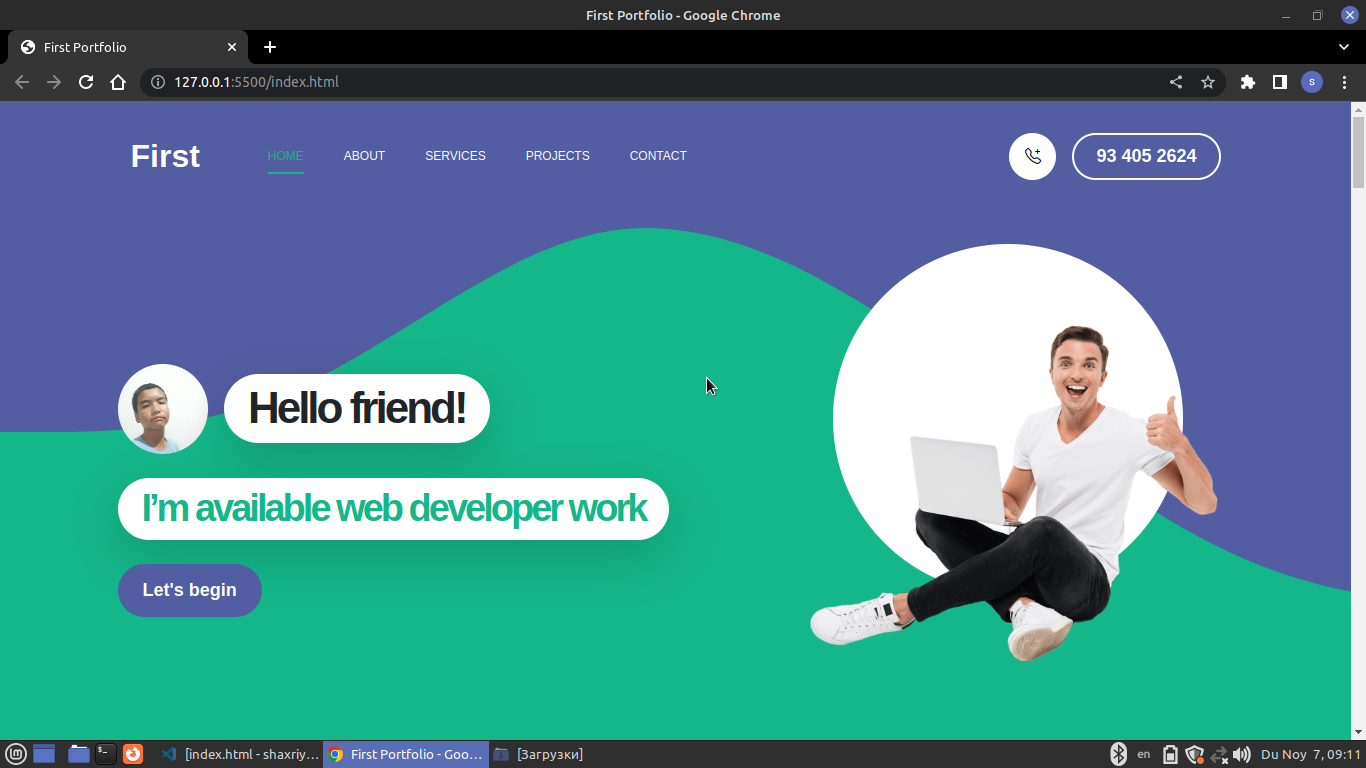 First Portfolio - Google Chrome
First Portfolio
127.0.0.1:5500/index.html
S
First
HOME
ABOUT
SERVICES
PROJECTS
CONTACT
93 405 2624
Hello friend!
I’m available web developer work
Let's begin
[index.html - shaxriy...
First Portfolio - Goo...
[Загрузки]
en
Du Noy 7, 09:11